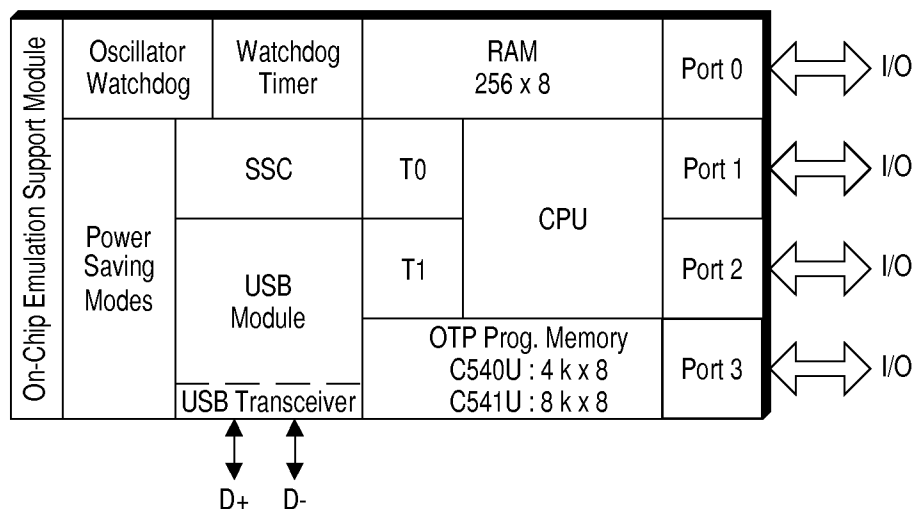 On-Chip Emulation Support Module
Oscillator
Watchdog
Watchdog
Timer
RAM
256 x 8
Port 0
I/O
Power
Saving
Modes
SSC
T0
CPU
Port 1
I/O
USB
Module
T1
Port 2
I/O
OTP Prog. Memory
C540U : 4 k x 8
C541U : 8 k x 8
Port 3
I/O
USB Transceiver
D+
D-